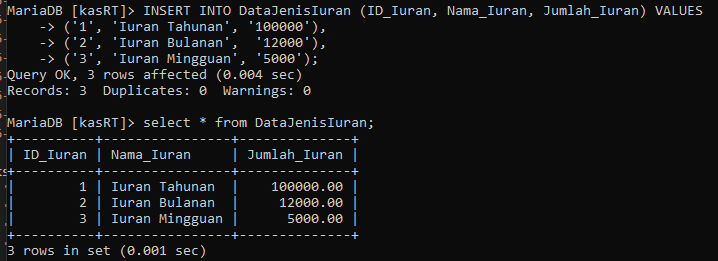 MariaDB [kasRT]> INSERT INTO DataJenisIuran (ID_Iuran, Nama_Iuran, Jumlah_Iuran) VALUES
    -> ('1', 'Iuran Tahunan', '100000'),
    -> ('2', 'Iuran Bulanan', '12000'),
    -> ('3', 'Iuran Mingguan', '5000');
Query OK, 3 rows affected (0.004 sec)
Records: 3  Duplicates: 0  Warnings: 0

MariaDB [kasRT]> select * from DataJenisIuran;
+----------+----------------+--------------+
| ID_Iuran | Nama_Iuran     | Jumlah_Iuran |
+----------+----------------+--------------+
|        1 | Iuran Tahunan  |    100000.00 |
|        2 | Iuran Bulanan  |     12000.00 |
|        3 | Iuran Mingguan |      5000.00 |
+----------+----------------+--------------+
3 rows in set (0.001 sec)